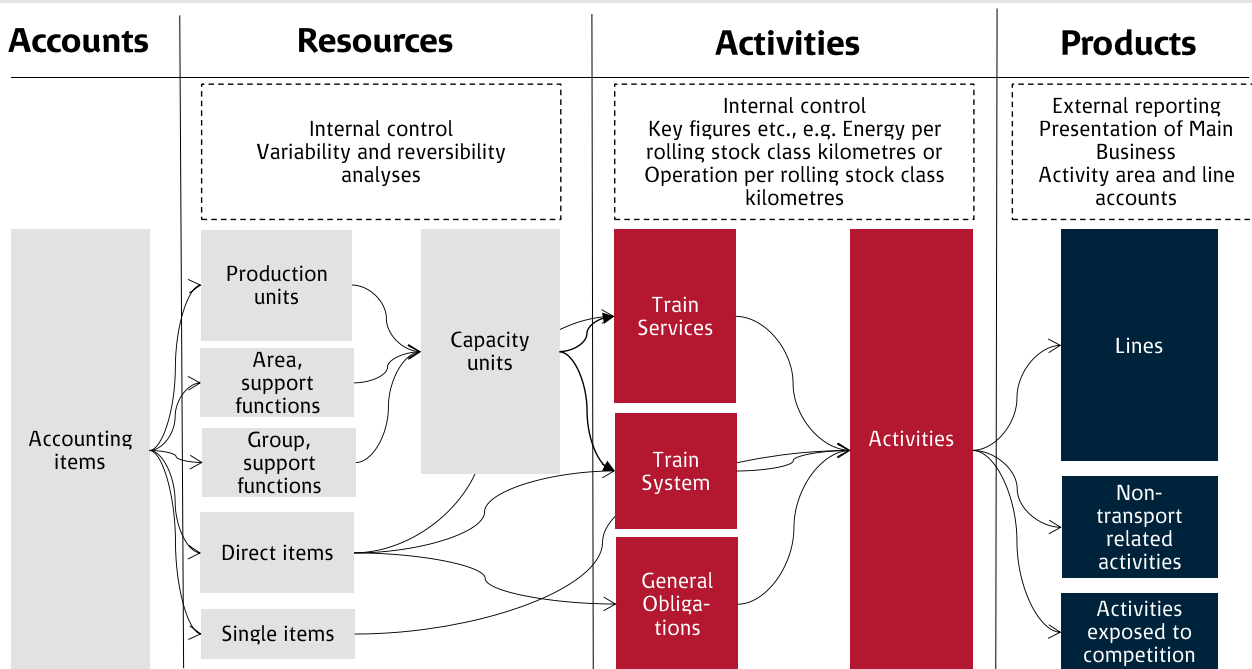 Accounts
Resources
Activities
Products
Internal control
Variability and reversibility
analyses
Internal control
Key figures etc., e.g. Energy per
rolling stock class kilometres or
Operation per rolling stock class
kilometres
External reporting
Presentation of Main
Business
Activity area and line
accounts
Accounting
items
Production
units
Area,
support
functions
Group,
support
functions
Direct items
Single items
Capacity
units
Train
Services
Train
System
General
Obliga-
tions
Activities
Lines
Non-
transport
related
activities
Activities
exposed to
competition